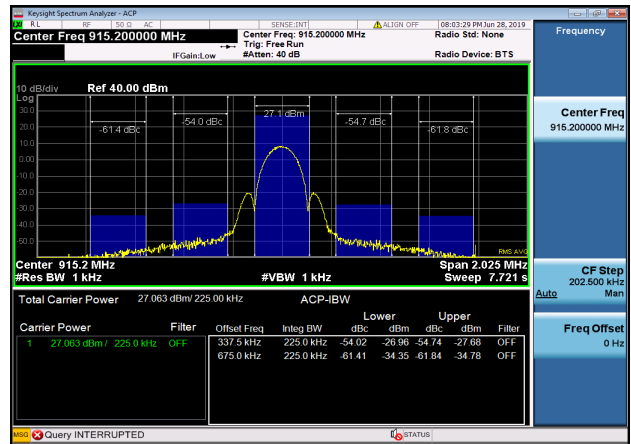 Keysight Spectrum Analyzer - ACP
LXI RL RF 50 Ω AC SENSE:INT ALIGN OFF 08:03:29 PM Jun 28, 2019
Center Freq 915.200000 MHz
Center Freq: 915.200000 MHz
Radio Std: None
Trig: Free Run
IFGain:Low
#Atten: 40 dB
Radio Device: BTS
Frequency
10 dB/div Ref 40.00 dBm
Log
30.0
20.0
10.0
0.00
-10.0
-20.0
-30.0
-40.0
-50.0
-61.4 dBc
-54.0 dBc
27.1 dBm
-54.7 dBc
-61.8 dBc
RMS AVG
Center 915.2 MHz
Span 2.025 MHz
#Res BW 1 kHz
#VBW 1 kHz
Sweep 7.721 s
Center Freq
915.200000 MHz
CF Step
202.500 kHz
Auto Man
Freq Offset
0 Hz
Total Carrier Power 27.063 dBm/ 225.00 kHz
ACP-IBW
Lower Upper
Carrier Power Filter
Offset Freq Integ BW dBc dBm dBc dBm Filter
1 27.063 dBm / 225.0 kHz OFF
337.5 kHz 225.0 kHz -54.02 -26.96 -54.74 -27.68 OFF
675.0 kHz 225.0 kHz -61.41 -34.35 -61.84 -34.78 OFF
MSG Query INTERRUPTED
STATUS